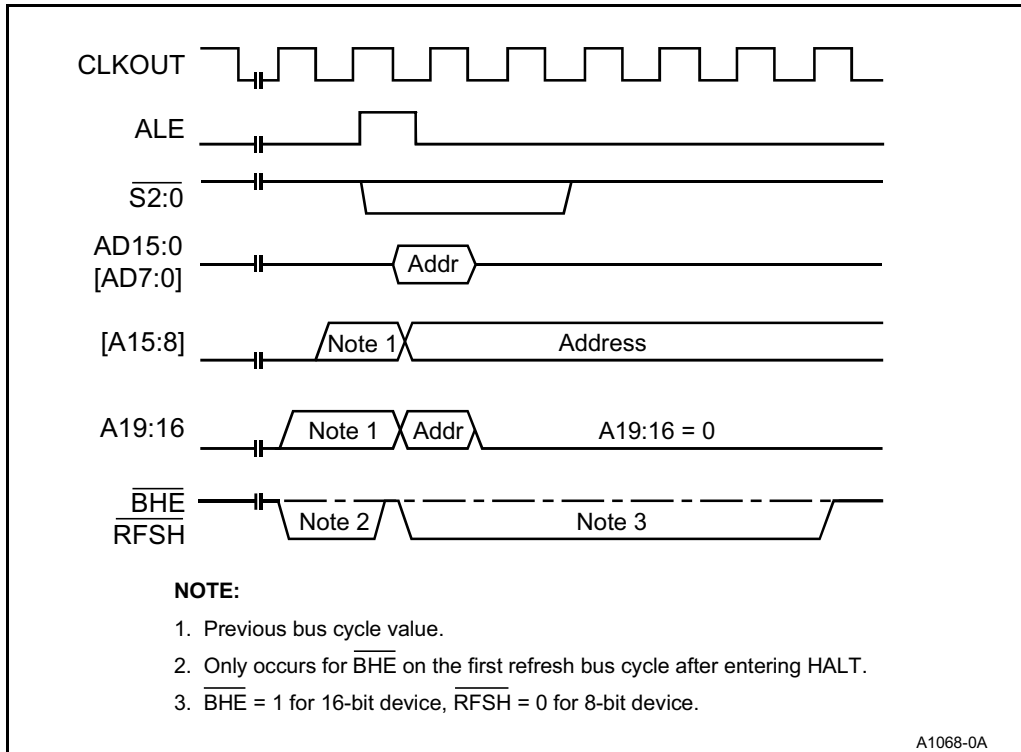 CLKOUT
ALE
S2:0
AD15:0
[AD7:0]
Addr
[A15:8]
Note 1
Address
A19:16
Note 1
Addr
A19:16 = 0
BHE
RFSH
Note 2
Note 3
NOTE:
1. Previous bus cycle value.
2. Only occurs for BHE on the first refresh bus cycle after entering HALT.
3. BHE = 1 for 16-bit device, RFSH = 0 for 8-bit device.
A1068-0A